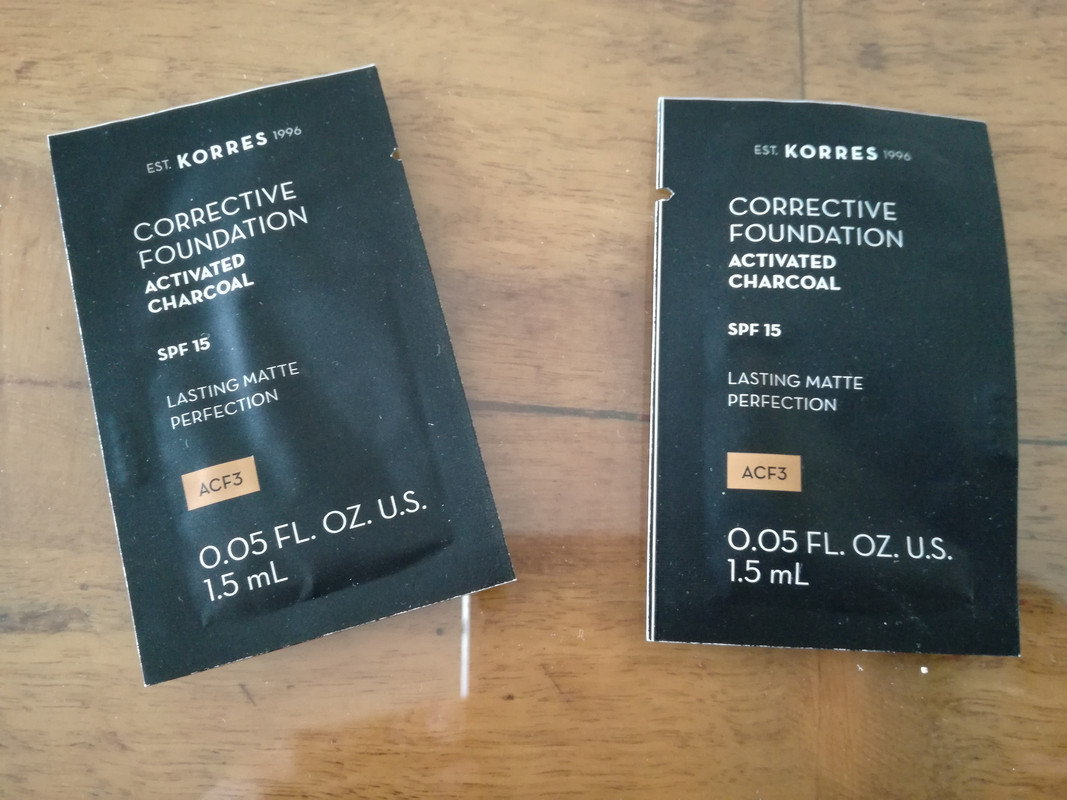 EST. KORRES 1996
CORRECTIVE
FOUNDATION
ACTIVATED
CHARCOAL
SPF 15
LASTING MATTE
PERFECTION
ACF3
0.05 FL. OZ. U.S.
1.5 mL
EST. KORRES 1996
CORRECTIVE
FOUNDATION
ACTIVATED
CHARCOAL
SPF 15
LASTING MATTE
PERFECTION
ACF3
0.05 FL. OZ. U.S.
1.5 mL